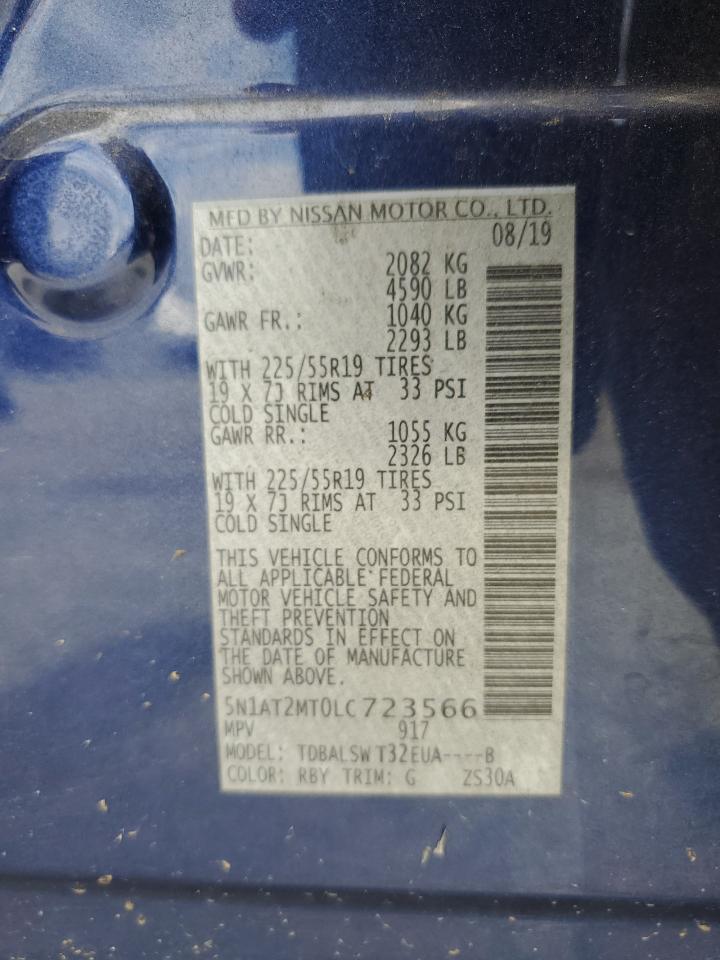 MFD BY NISSAN MOTOR CO., LTD.
DATE: 08/19
GVWR: 2082 KG
4590 LB
GAWR FR.: 1040 KG
2293 LB
WITH 225/55R19 TIRES
19 X 7J RIMS AT 33 PSI
COLD SINGLE
GAWR RR.: 1055 KG
2326 LB
WITH 225/55R19 TIRES
19 X 7J RIMS AT 33 PSI
COLD SINGLE
THIS VEHICLE CONFORMS TO
ALL APPLICABLE FEDERAL
MOTOR VEHICLE SAFETY AND
THEFT PREVENTION
STANDARDS IN EFFECT ON
THE DATE OF MANUFACTURE
SHOWN ABOVE.
5N1AT2MT0LC723566
MPV 917
MODEL: TDBALSW T32EUA----B
COLOR: RBY TRIM: G ZS30A